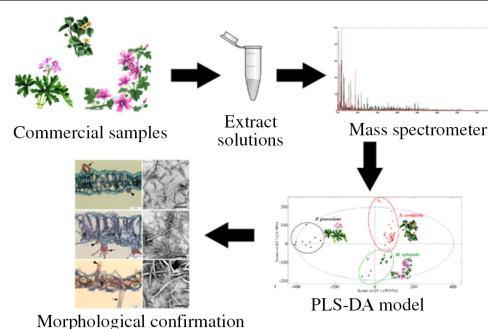 Commercial samples
Extract
solutions
Mass spectrometer
P. graveolens
S. cordifolia
M. sylvestris
PLS-DA model
Morphological confirmation